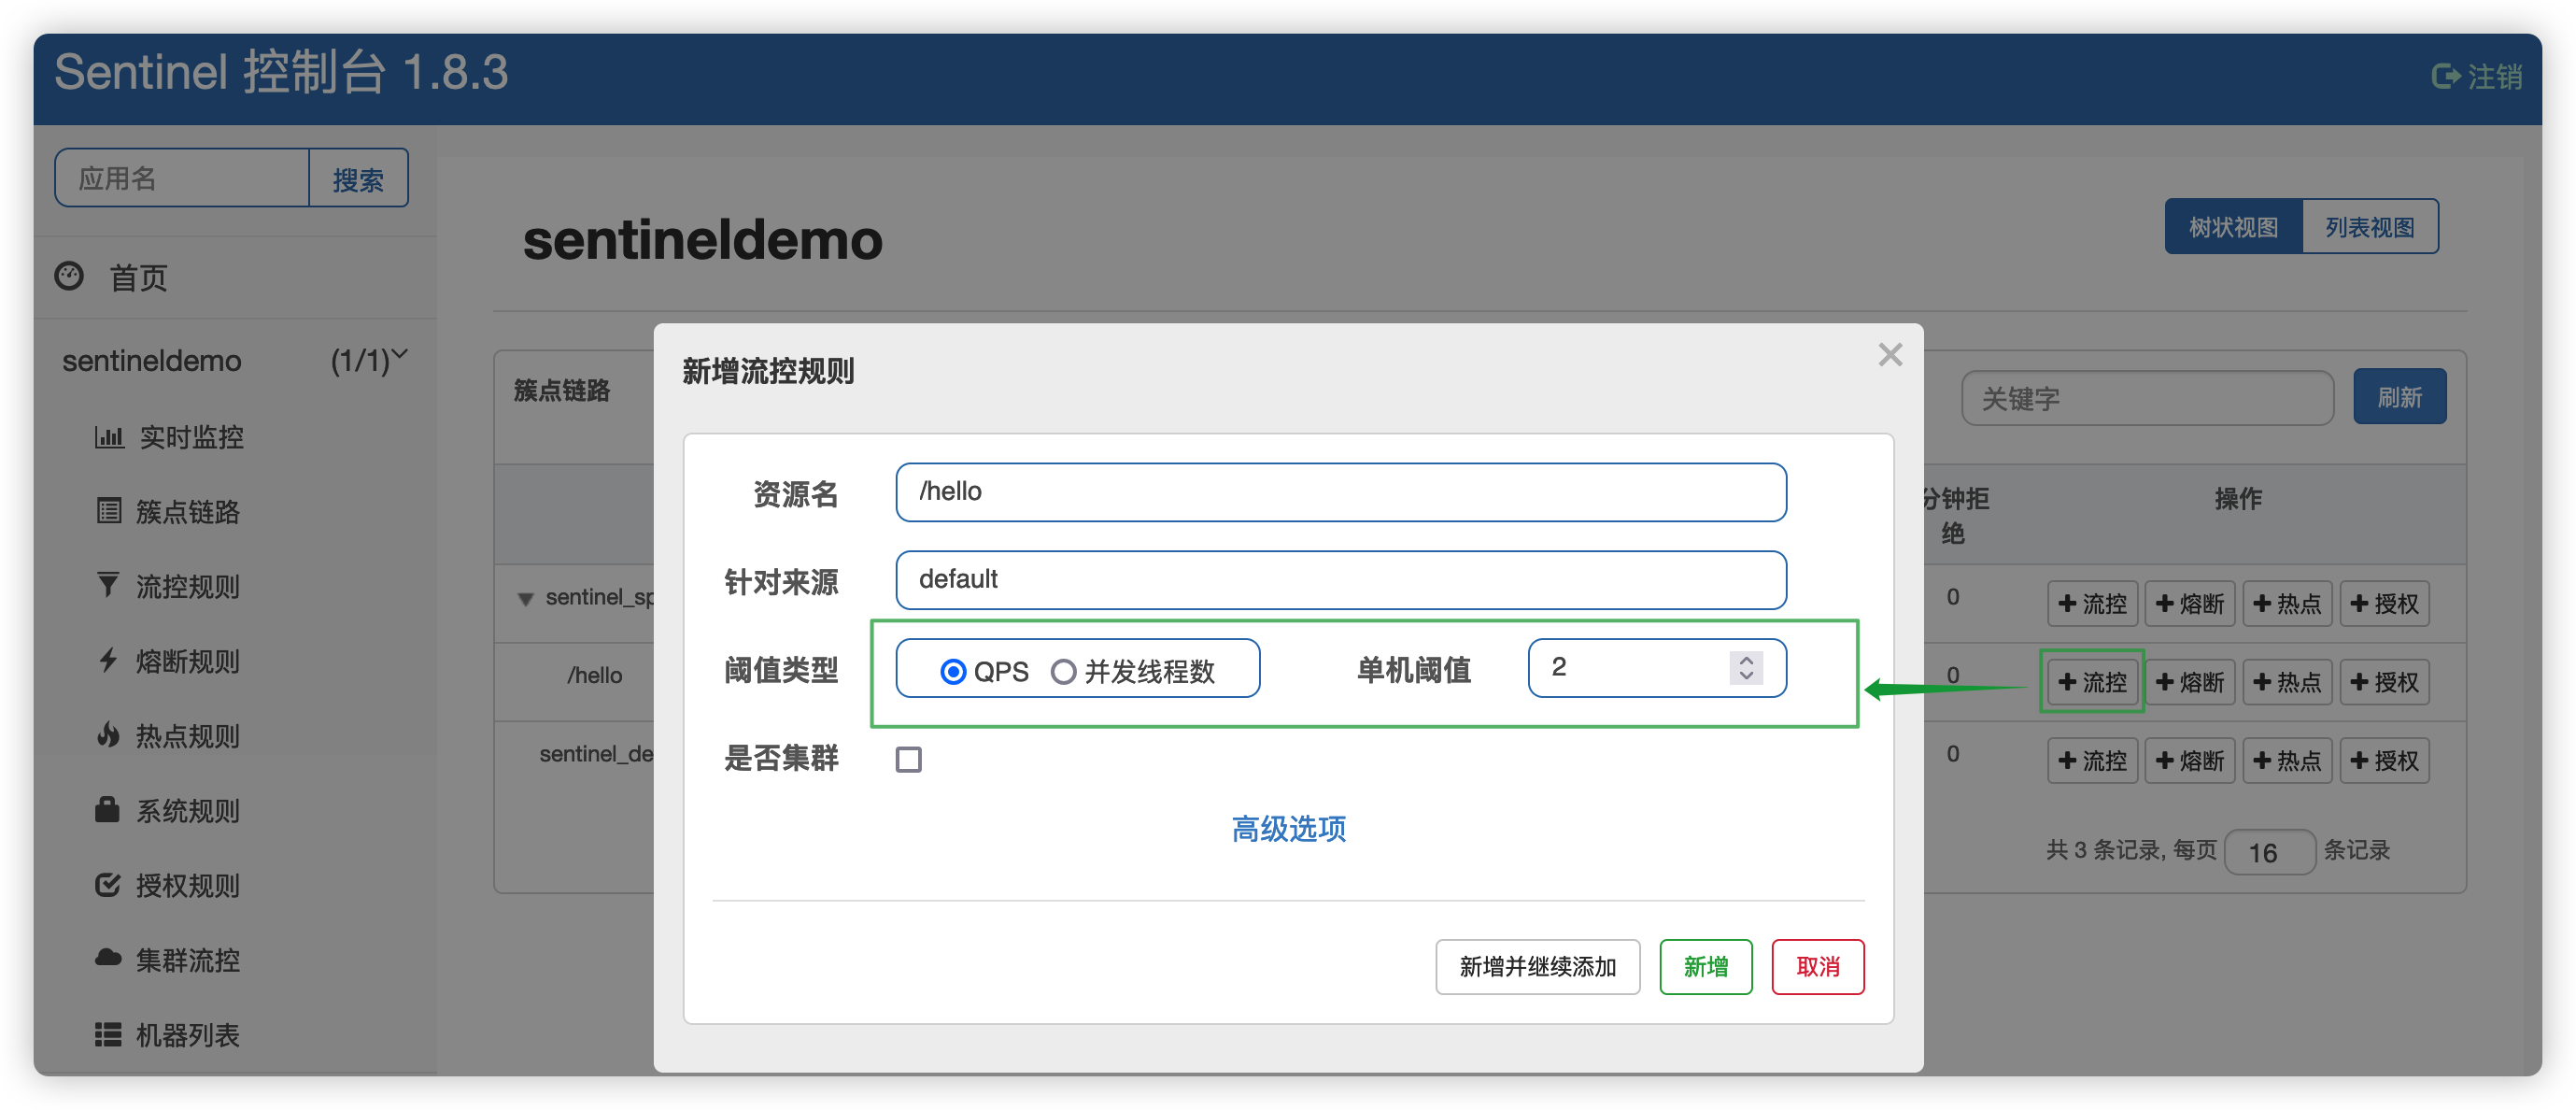 Sentinel 控制台 1.8.3
注销
应用名
搜索
首页
sentineldemo (1/1)
实时监控
簇点链路
流控规则
熔断规则
热点规则
系统规则
授权规则
集群流控
机器列表
sentineldemo
树状视图 列表视图
簇点链路
关键字
刷新
分钟拒
绝
操作
sentinel_sp
0
流控 熔断 热点 授权
/hello
0
流控 熔断 热点 授权
sentinel_de
0
流控 熔断 热点 授权
共 3 条记录, 每页 16 条记录
新增流控规则
资源名 /hello
针对来源 default
阈值类型 QPS 并发线程数 单机阈值 2
是否集群
高级选项
新增并继续添加 新增 取消